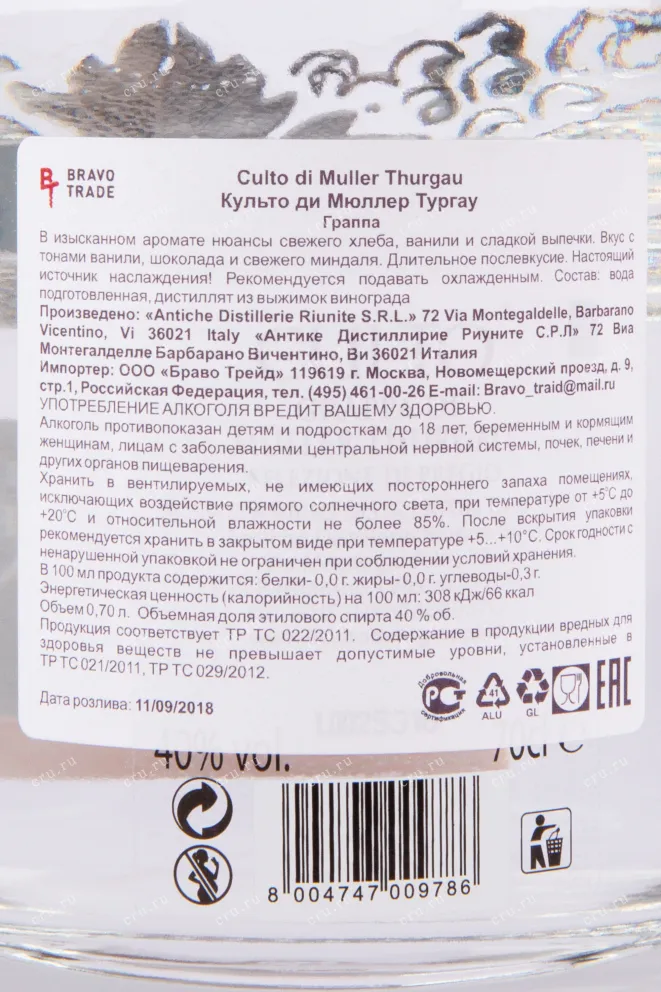 BRAVO
TRADE
Culto di Muller Thurgau
Культо ди Мюллер Тургау
Граппа
В изысканном аромате нюансы свежего хлеба, ванили и сладкой выпечки. Вкус с
тонами ванили, шоколада и свежего миндаля. Длительное послевкусие. Настоящий
источник наслаждения! Рекомендуется подавать охлажденным. Состав: вода
подготовленная, дистиллят из выжимок винограда
Произведено: «Antiche Distillerie Riunite S.R.L.» 72 Via Montegaldelle, Barbarano
Vicentino, Vi 36021 Italy «Антике Дистиллирие Риуните С.Р.Л» 72 Виа
Монтегалделле Барбарано Вичентино, Ви 36021 Италия
Импортер: ООО «Браво Трейд» 119619 г. Москва, Новомещерский проезд, д. 9,
стр.1, Российская Федерация, тел. (495) 461-00-26 E-mail: Bravo_traid@mail.ru
УПОТРЕБЛЕНИЕ АЛКОГОЛЯ ВРЕДИТ ВАШЕМУ ЗДОРОВЬЮ.
Алкоголь противопоказан детям и подросткам до 18 лет, беременным и кормящим
женщинам, лицам с заболеваниями центральной нервной системы, почек, печени и
других органов пищеварения.
Хранить в вентилируемых, не имеющих постороннего запаха помещениях,
исключающих воздействие прямого солнечного света, при температуре от +5°С до
+20°С и относительной влажности не более 85%. После вскрытия упаковки
рекомендуется хранить в закрытом виде при температуре +5...+10°С. Срок годности с
ненарушенной упаковкой не ограничен при соблюдении условий хранения.
В 100 мл продукта содержится: белки- 0,0 г. жиры- 0,0 г. углеводы-0,3 г.
Энергетическая ценность (калорийность) на 100 мл: 308 кДж/66 ккал
Объем 0,70 л. Объемная доля этилового спирта 40 % об.
Продукция соответствует ТР ТС 022/2011. Содержание в продукции вредных для
здоровья веществ не превышает допустимые уровни, установленные в
ТР ТС 021/2011, ТР ТС 029/2012.
Добровольная
сертификация
41
ALU
GL
EAC
Дата розлива: 11/09/2018
40% vol.
70cl e
8 004747 009786